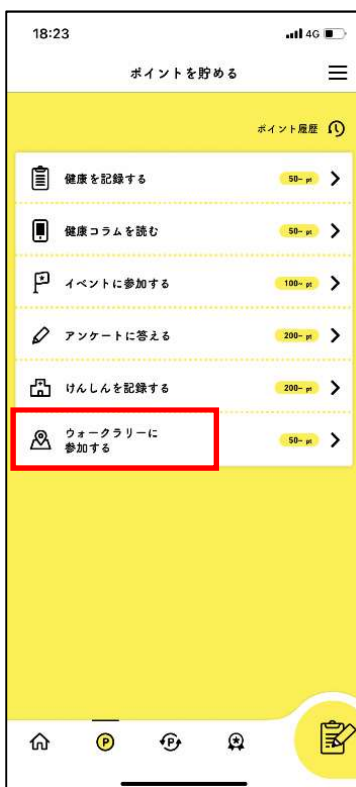 18:23
4G
ポイントを貯める
ポイント履歴
健康を記録する
50~ pt
健康コラムを読む
50~ pt
イベントに参加する
100~ pt
アンケートに答える
200~ pt
けんしんを記録する
200~ pt
ウォークラリーに
参加する
50~ pt
P
P